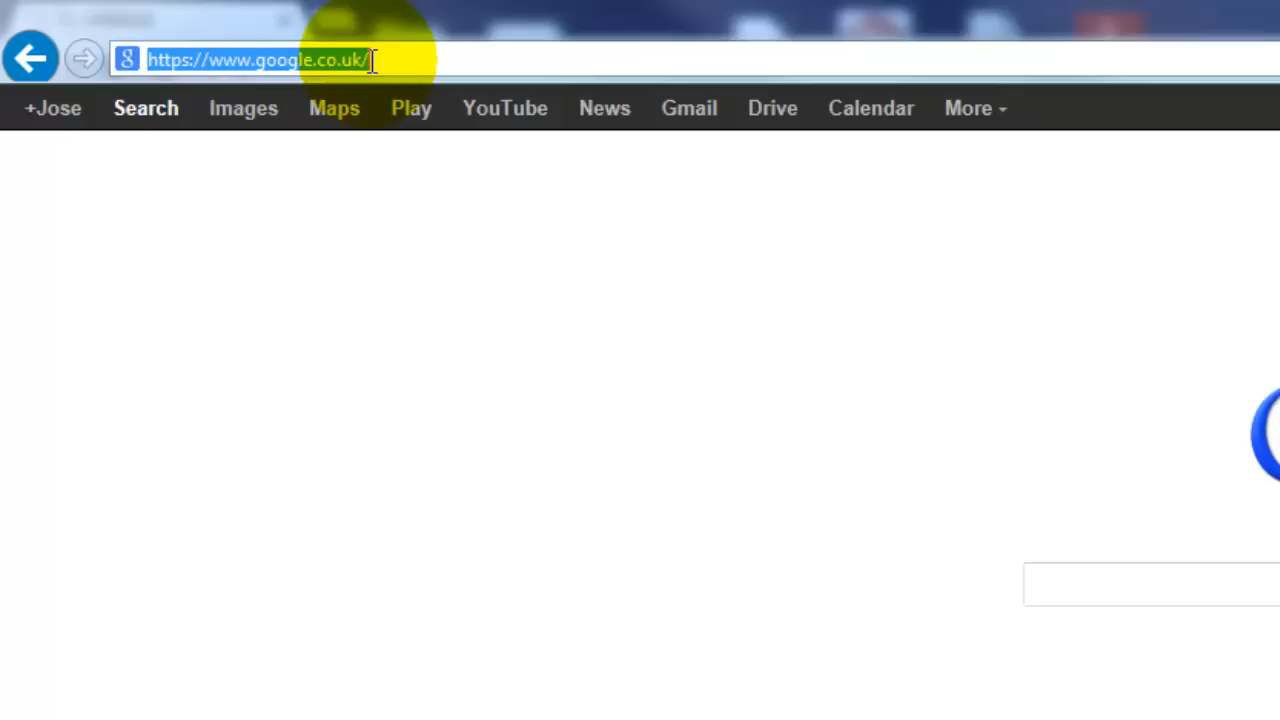 https://www.google.co.uk/
+Jose Search Images Maps Play YouTube News Gmail Drive Calendar More